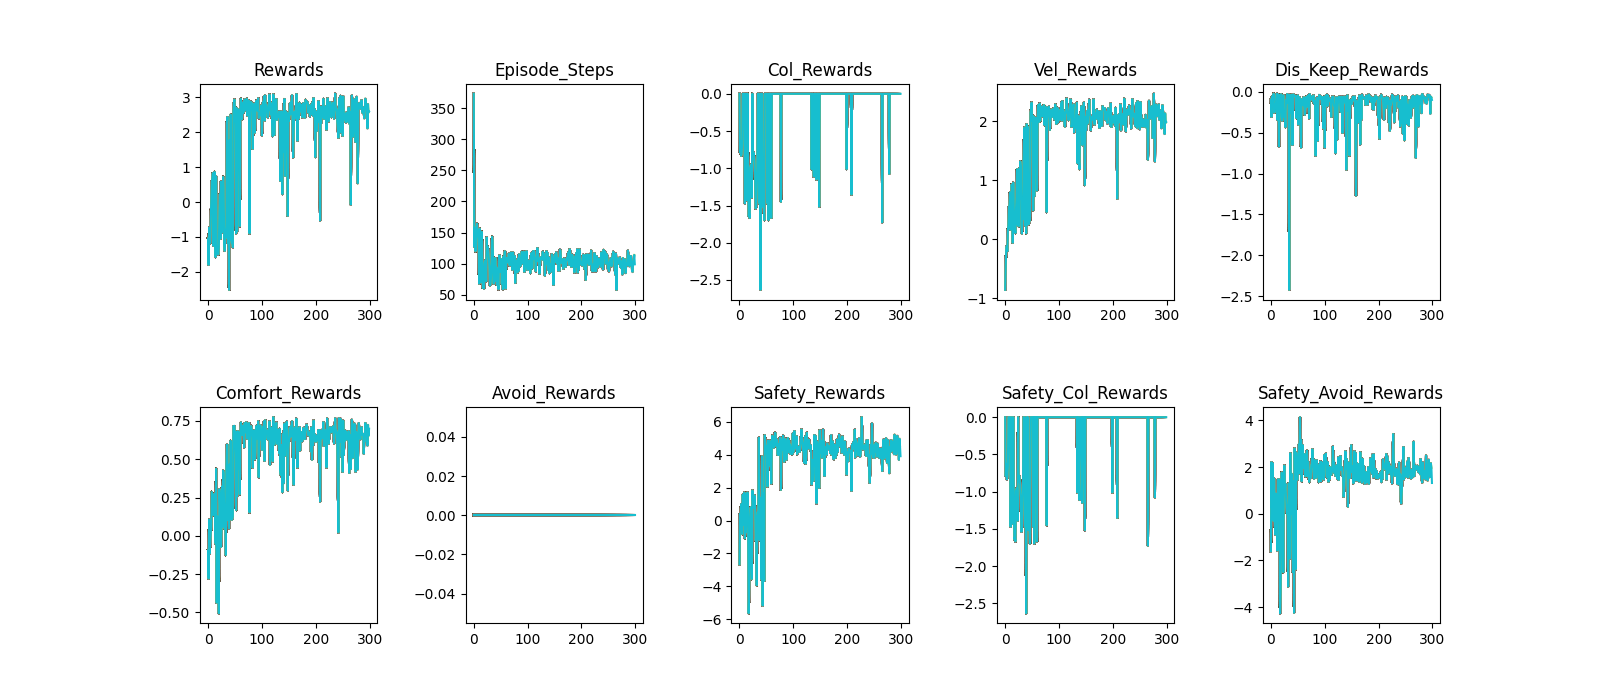 Rewards
3
2
1
0
−1
−2
0 100 200 300
Episode_Steps
350
300
250
200
150
100
50
0 100 200 300
Col_Rewards
0.0
−0.5
−1.0
−1.5
−2.0
−2.5
0 100 200 300
Vel_Rewards
2
1
0
−1
0 100 200 300
Dis_Keep_Rewards
0.0
−0.5
−1.0
−1.5
−2.0
−2.5
0 100 200 300
Comfort_Rewards
0.75
0.50
0.25
0.00
−0.25
−0.50
0 100 200 300
Avoid_Rewards
0.04
0.02
0.00
−0.02
−0.04
0 100 200 300
Safety_Rewards
6
4
2
0
−2
−4
−6
0 100 200 300
Safety_Col_Rewards
0.0
−0.5
−1.0
−1.5
−2.0
−2.5
0 100 200 300
Safety_Avoid_Rewards
4
2
0
−2
−4
0 100 200 300